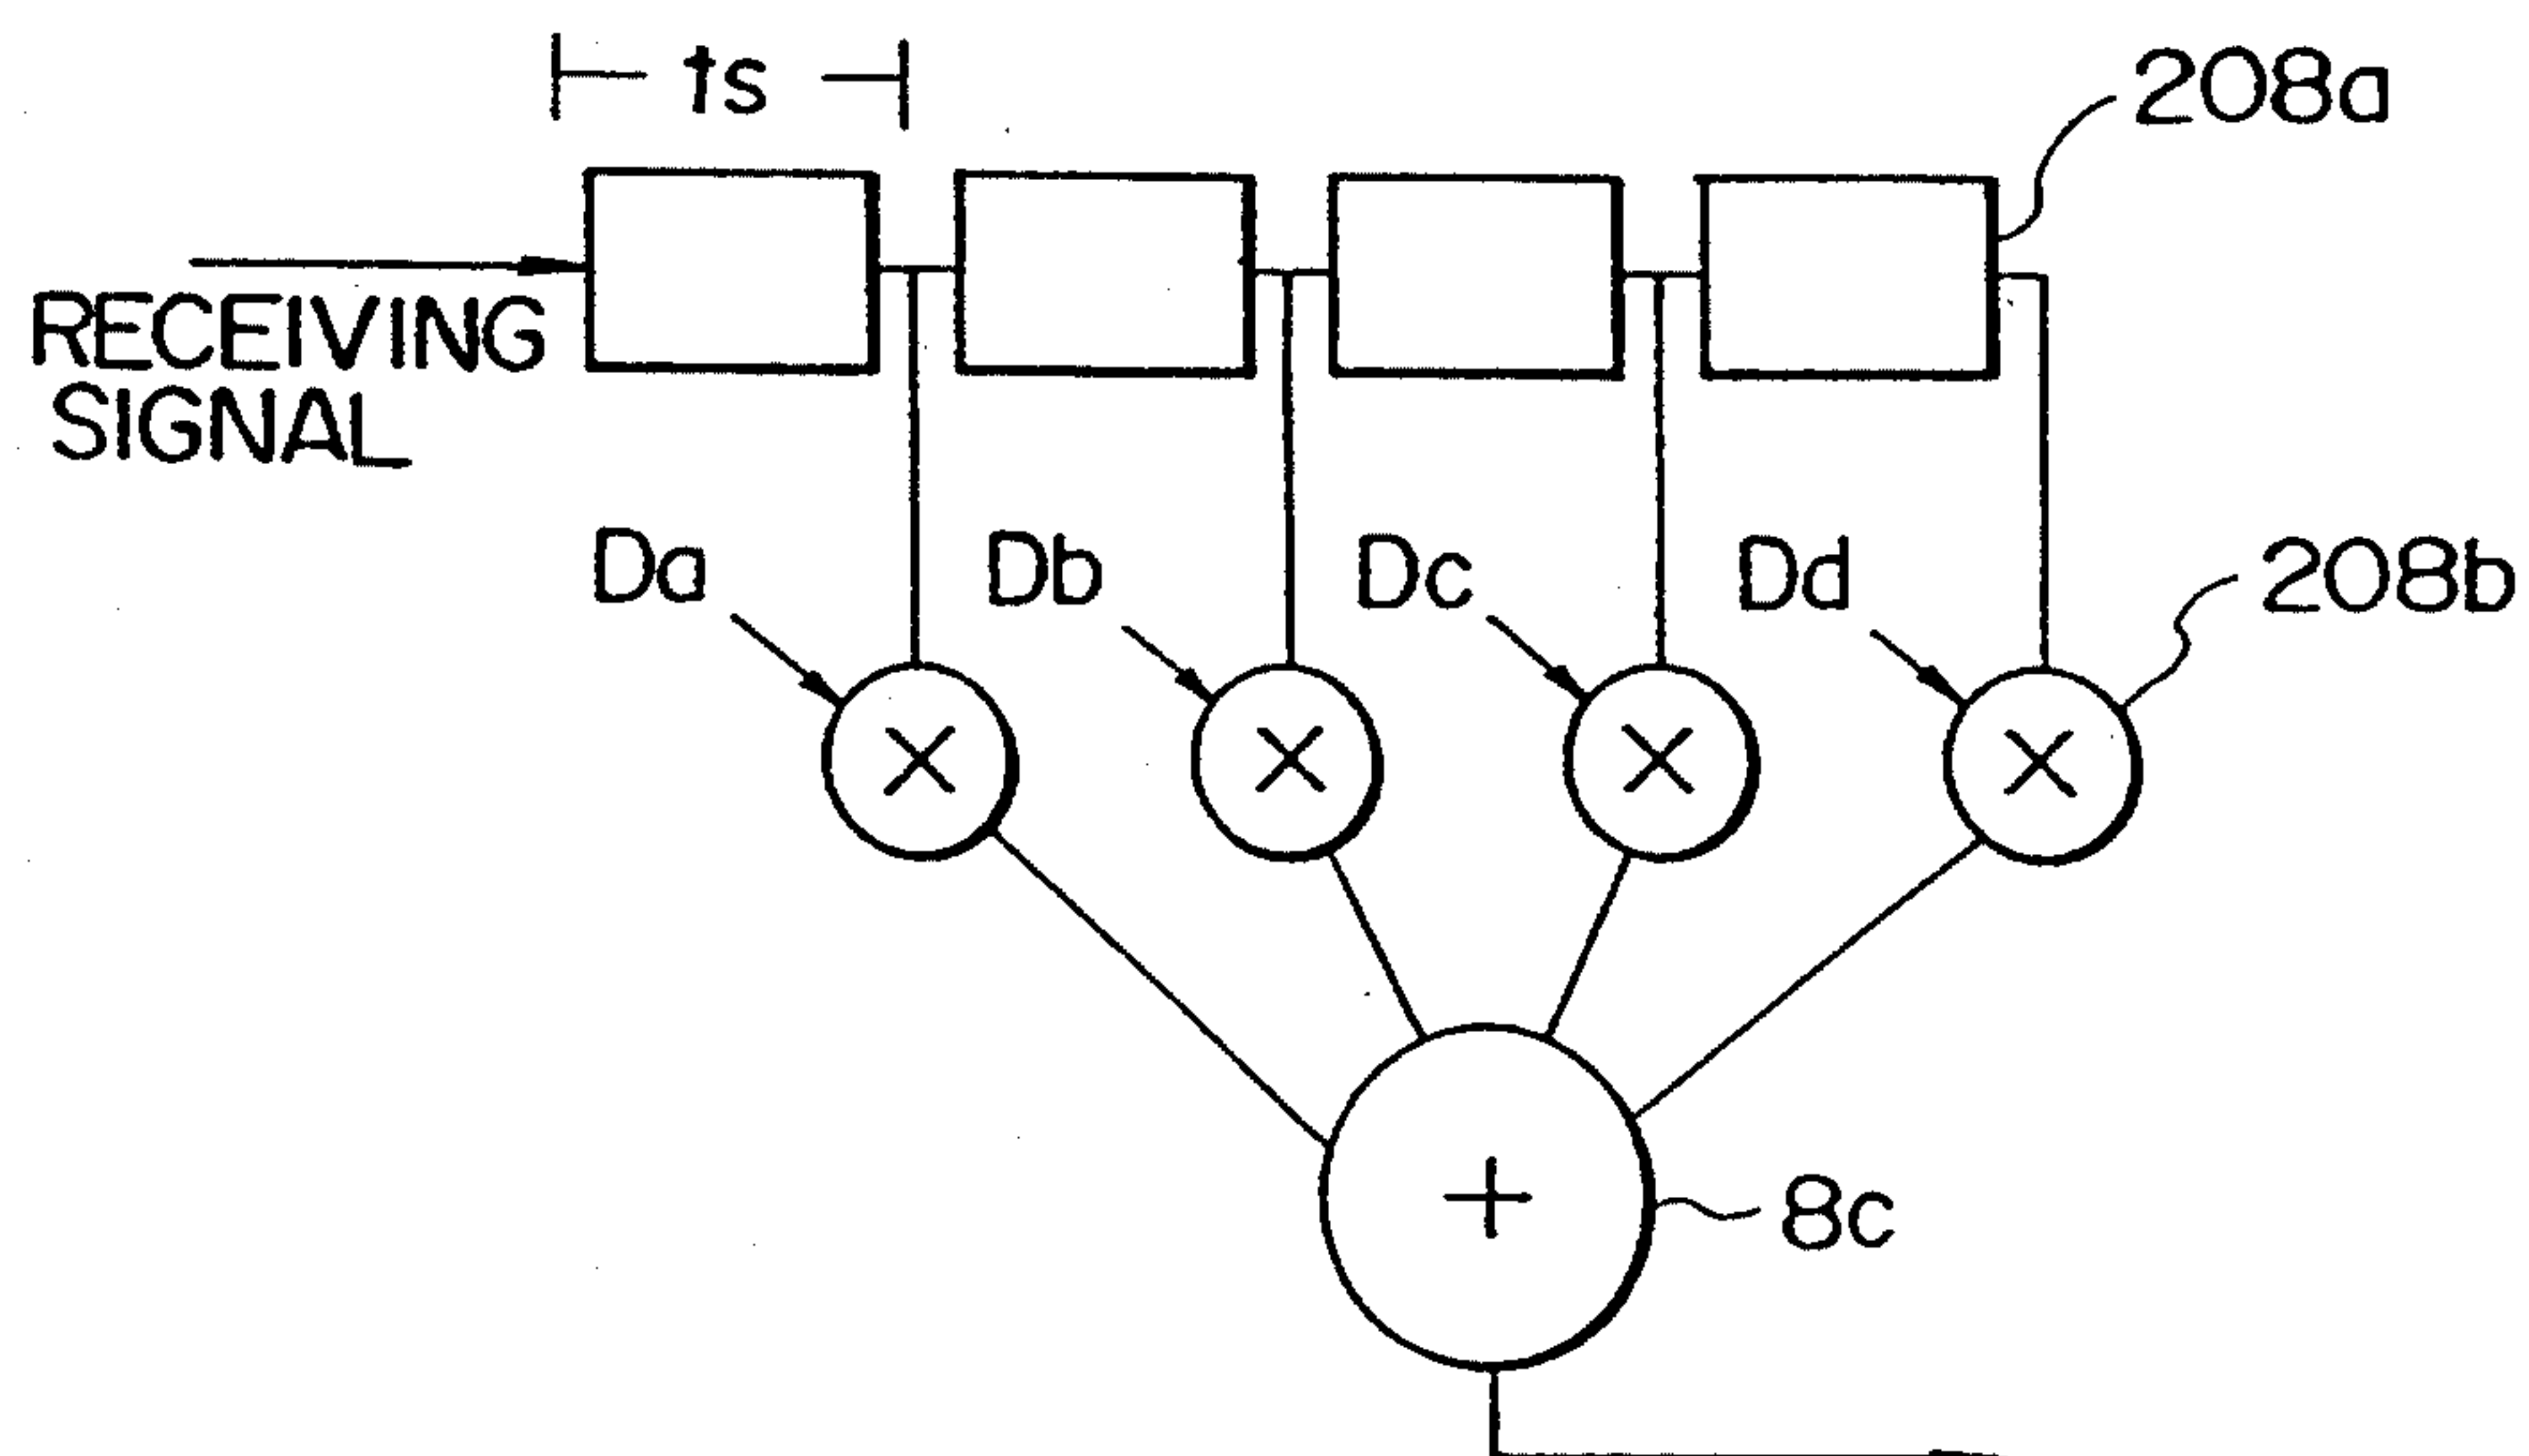 ts
208a
RECEIVING
SIGNAL
Da
Db
Dc
Dd
208b
×
×
×
×
+
8c